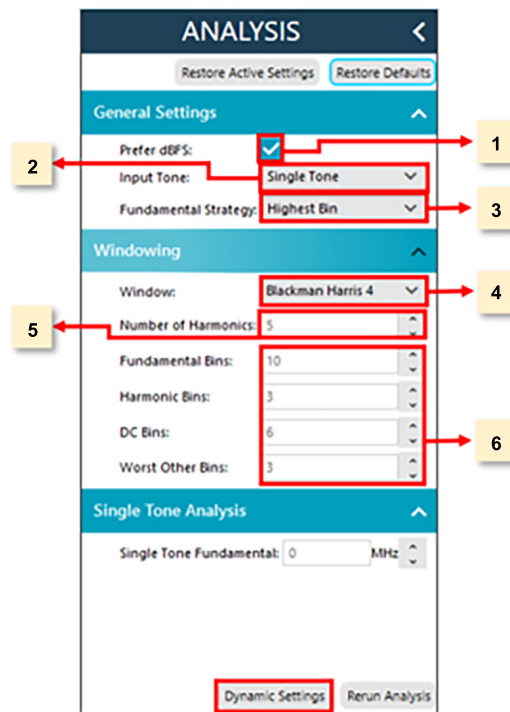 ANALYSIS
Restore Active Settings Restore Defaults
General Settings
Prefer dBFS: 1
2 Input Tone: Single Tone
Fundamental Strategy: Highest Bin 3
Windowing
Window: Blackman Harris 4 4
5 Number of Harmonics: 5
Fundamental Bins: 10
Harmonic Bins: 3
DC Bins: 6 6
Worst Other Bins: 3
Single Tone Analysis
Single Tone Fundamental: 0 MHz
Dynamic Settings Rerun Analysis